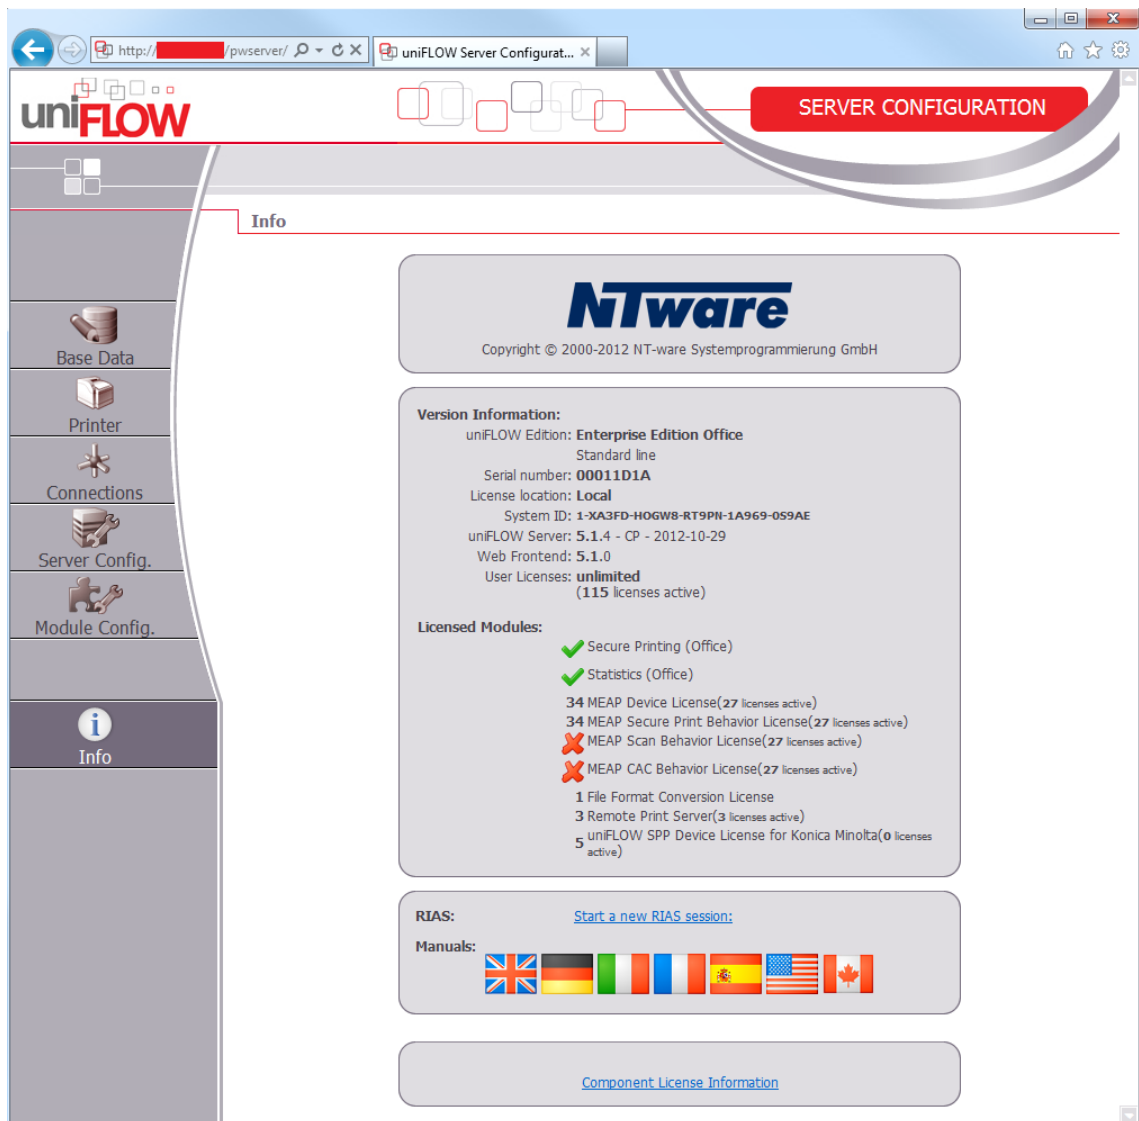 http:// /pwserver/
uniFLOW Server Configurat...
uniFLOW
SERVER CONFIGURATION
Info
Base Data
Printer
Connections
Server Config.
Module Config.
Info
NTware
Copyright © 2000-2012 NT-ware Systemprogrammierung GmbH
Version Information:
uniFLOW Edition: Enterprise Edition Office
Standard line
Serial number: 00011D1A
License location: Local
System ID: 1-XA3FD-HOGW8-RT9PN-1A969-0S9AE
uniFLOW Server: 5.1.4 - CP - 2012-10-29
Web Frontend: 5.1.0
User Licenses: unlimited
(115 licenses active)
Licensed Modules:
Secure Printing (Office)
Statistics (Office)
34 MEAP Device License(27 licenses active)
34 MEAP Secure Print Behavior License(27 licenses active)
MEAP Scan Behavior License(27 licenses active)
MEAP CAC Behavior License(27 licenses active)
1 File Format Conversion License
3 Remote Print Server(3 licenses active)
5 uniFLOW SPP Device License for Konica Minolta(0 licenses
active)
RIAS: Start a new RIAS session:
Manuals:
Component License Information